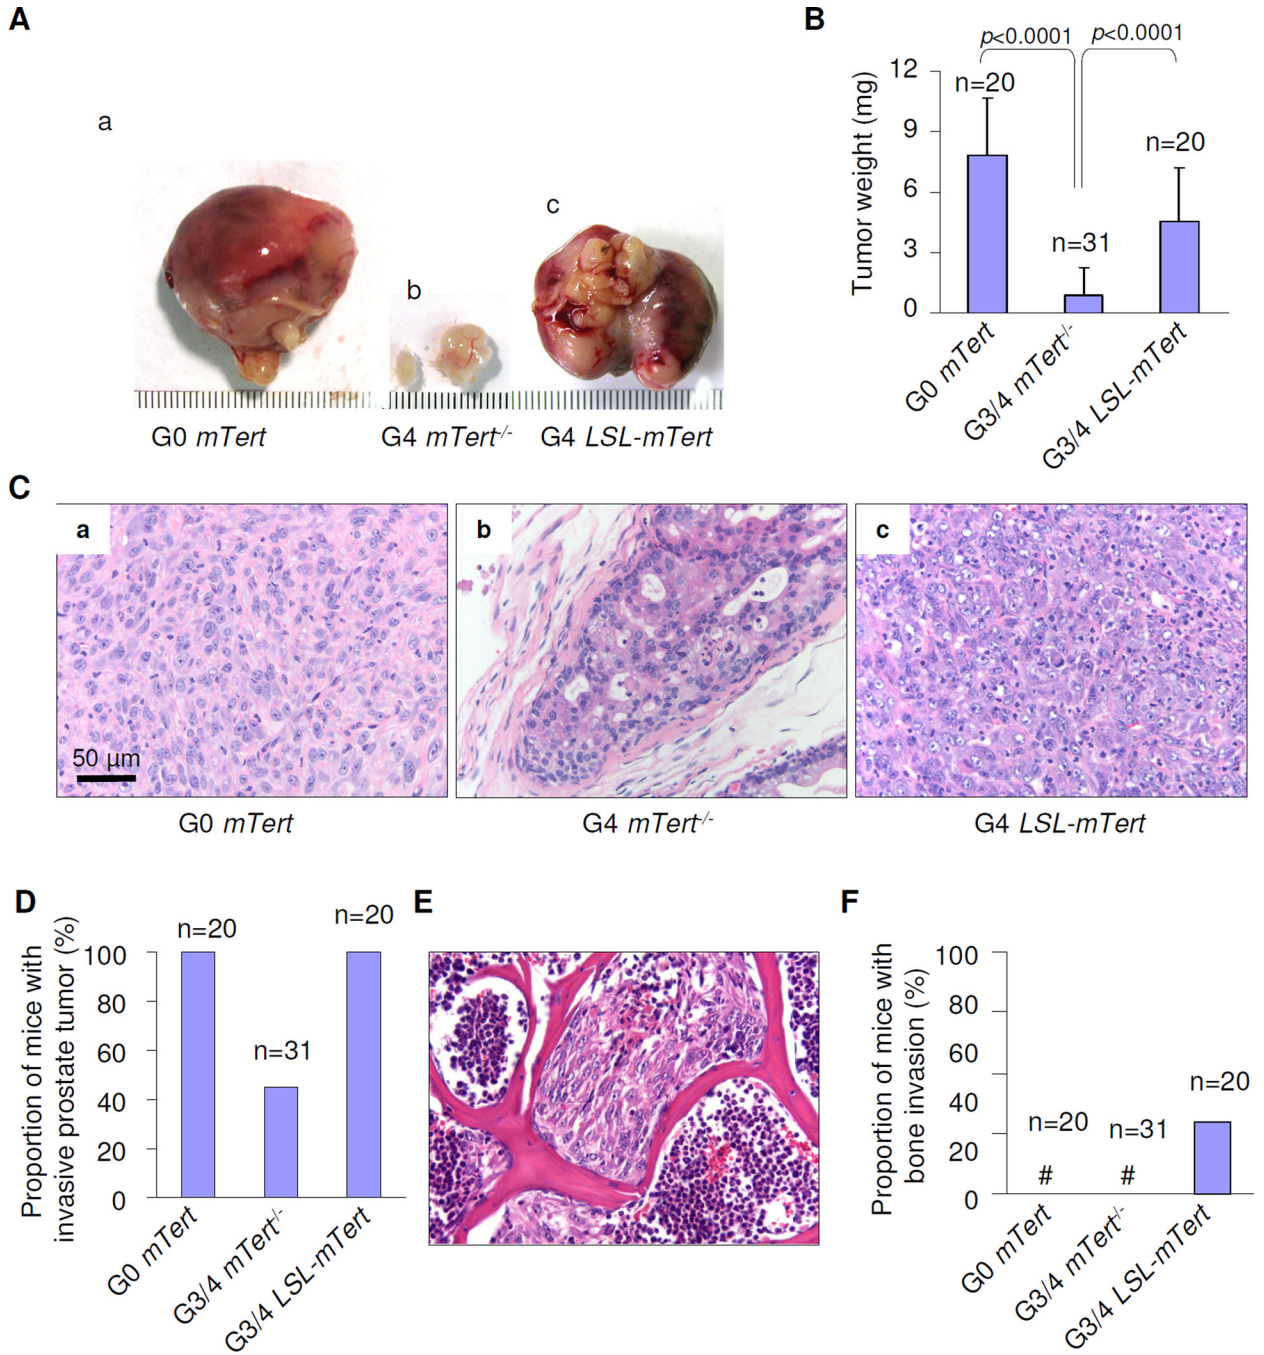 A
a
b
c
G0 mTert
G4 mTert-/-
G4 LSL-mTert
B
p<0.0001
p<0.0001
Tumor weight (mg)
12
9
6
3
0
n=20
n=31
n=20
G0 mTert
G3/4 mTert-/-
G3/4 LSL-mTert
C
a
b
c
50 µm
G0 mTert
G4 mTert-/-
G4 LSL-mTert
D
Proportion of mice with
invasive prostate tumor (%)
100
80
60
40
20
0
n=20
n=31
n=20
G0 mTert
G3/4 mTert-/-
G3/4 LSL-mTert
E
F
Proportion of mice with
bone invasion (%)
100
80
60
40
20
0
n=20
n=31
n=20
#
#
G0 mTert
G3/4 mTert-/-
G3/4 LSL-mTert